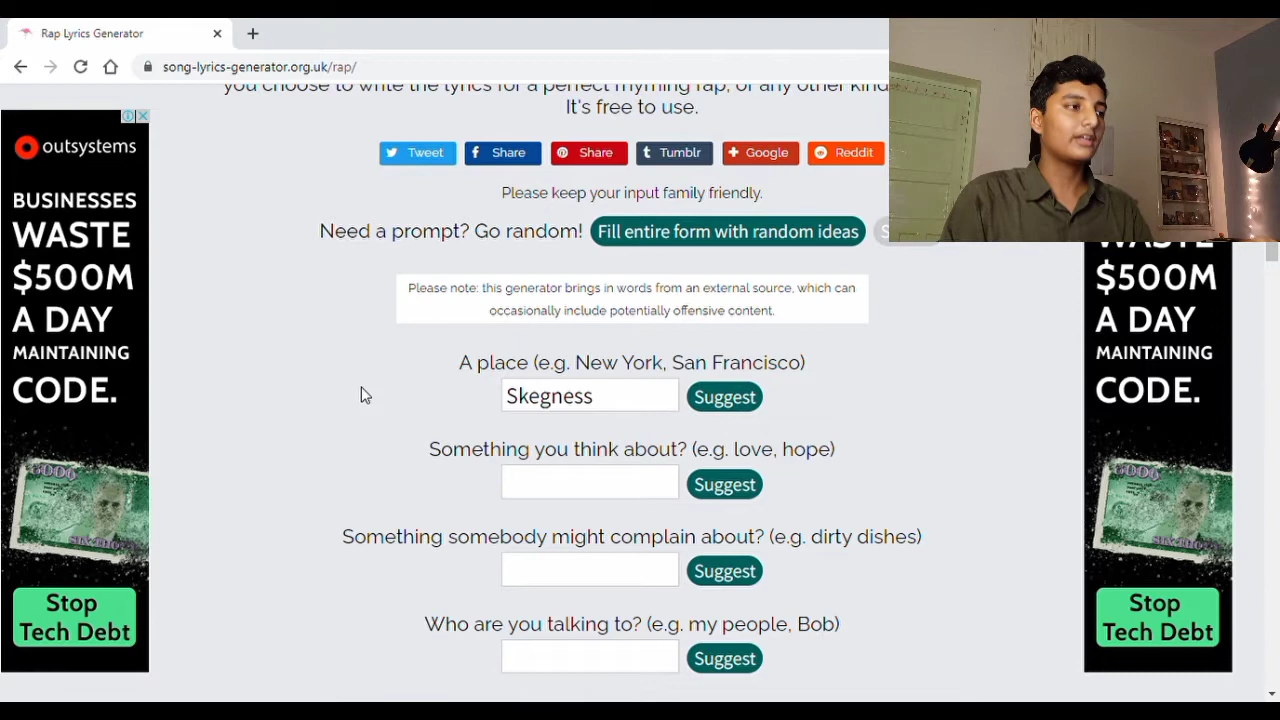 Rap Lyrics Generator
song-lyrics-generator.org.uk/rap/
you choose to write the lyrics for a perfect rhyming rap, or any other kind
It's free to use.
Tweet
Share
Share
Tumblr
Google
Reddit
Please keep your input family friendly.
Need a prompt? Go random! Fill entire form with random ideas
Please note: this generator brings in words from an external source, which can
occasionally include potentially offensive content.
A place (e.g. New York, San Francisco)
Skegness Suggest
Something you think about? (e.g. love, hope)
Suggest
Something somebody might complain about? (e.g. dirty dishes)
Suggest
Who are you talking to? (e.g. my people, Bob)
Suggest
outsystems
BUSINESSES
WASTE
$500M
A DAY
MAINTAINING
CODE.
Stop
Tech Debt
WASTE
$500M
A DAY
MAINTAINING
CODE.
Stop
Tech Debt